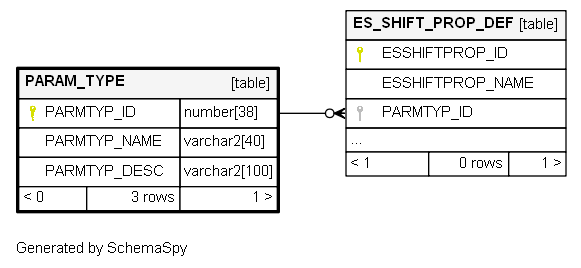 ES_SHIFT_PROP_DEF [table]
ESSHIFTPROP_ID
ESSHIFTPROP_NAME
PARMTYP_ID
...
< 1 0 rows 1 >
PARAM_TYPE [table]
PARMTYP_ID number[38]
PARMTYP_NAME varchar2[40]
PARMTYP_DESC varchar2[100]
< 0 3 rows 1 >
Generated by SchemaSpy